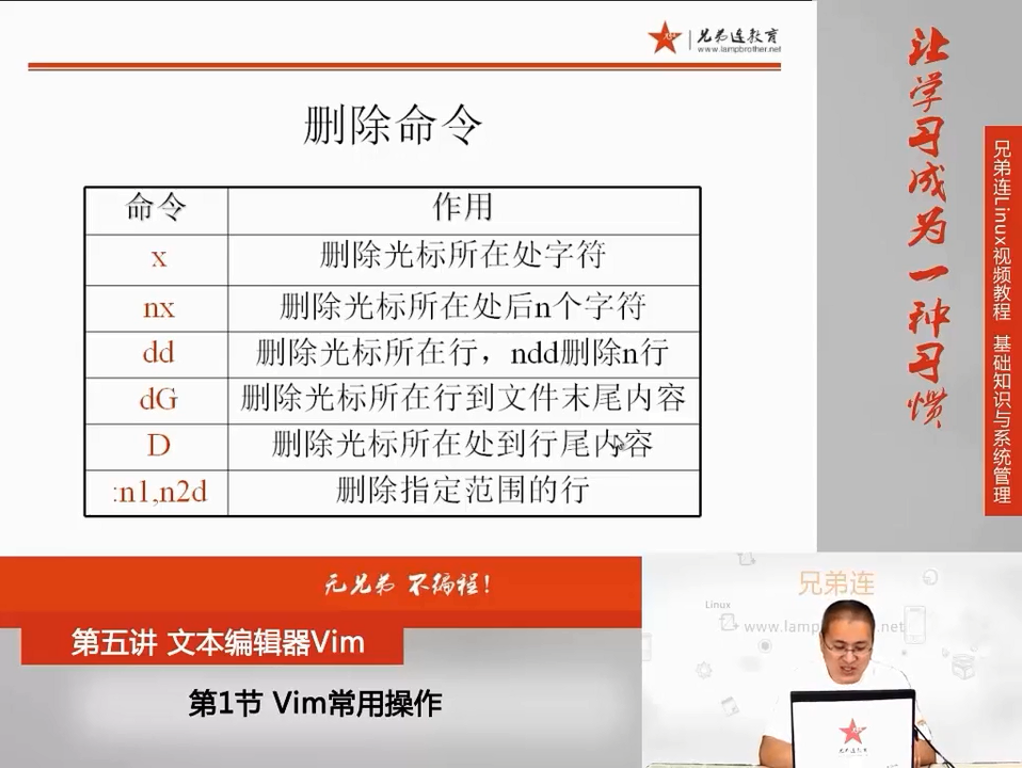 兄弟连教育
www.lampbrother.net
删除命令
命令 作用
x 删除光标所在处字符
nx 删除光标所在处后n个字符
dd 删除光标所在行，ndd删除n行
dG 删除光标所在行到文件末尾内容
D 删除光标所在处到行尾内容
:n1,n2d 删除指定范围的行
让学习成为一种习惯
兄弟连Linux视频教程 基础知识与系统管理
无兄弟 不编程!
第五讲 文本编辑器Vim
第1节 Vim常用操作
兄弟连
Linux
www.lamp
.net
兄弟连教育